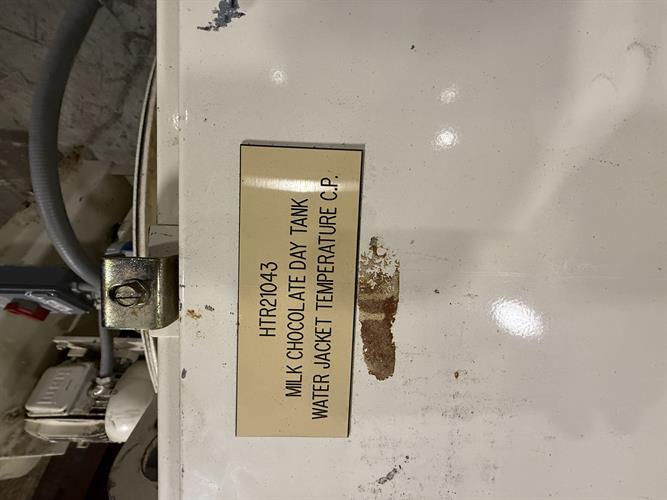 HTR21043
MILK CHOCOLATE DAY TANK
WATER JACKET TEMPERATURE C.P.